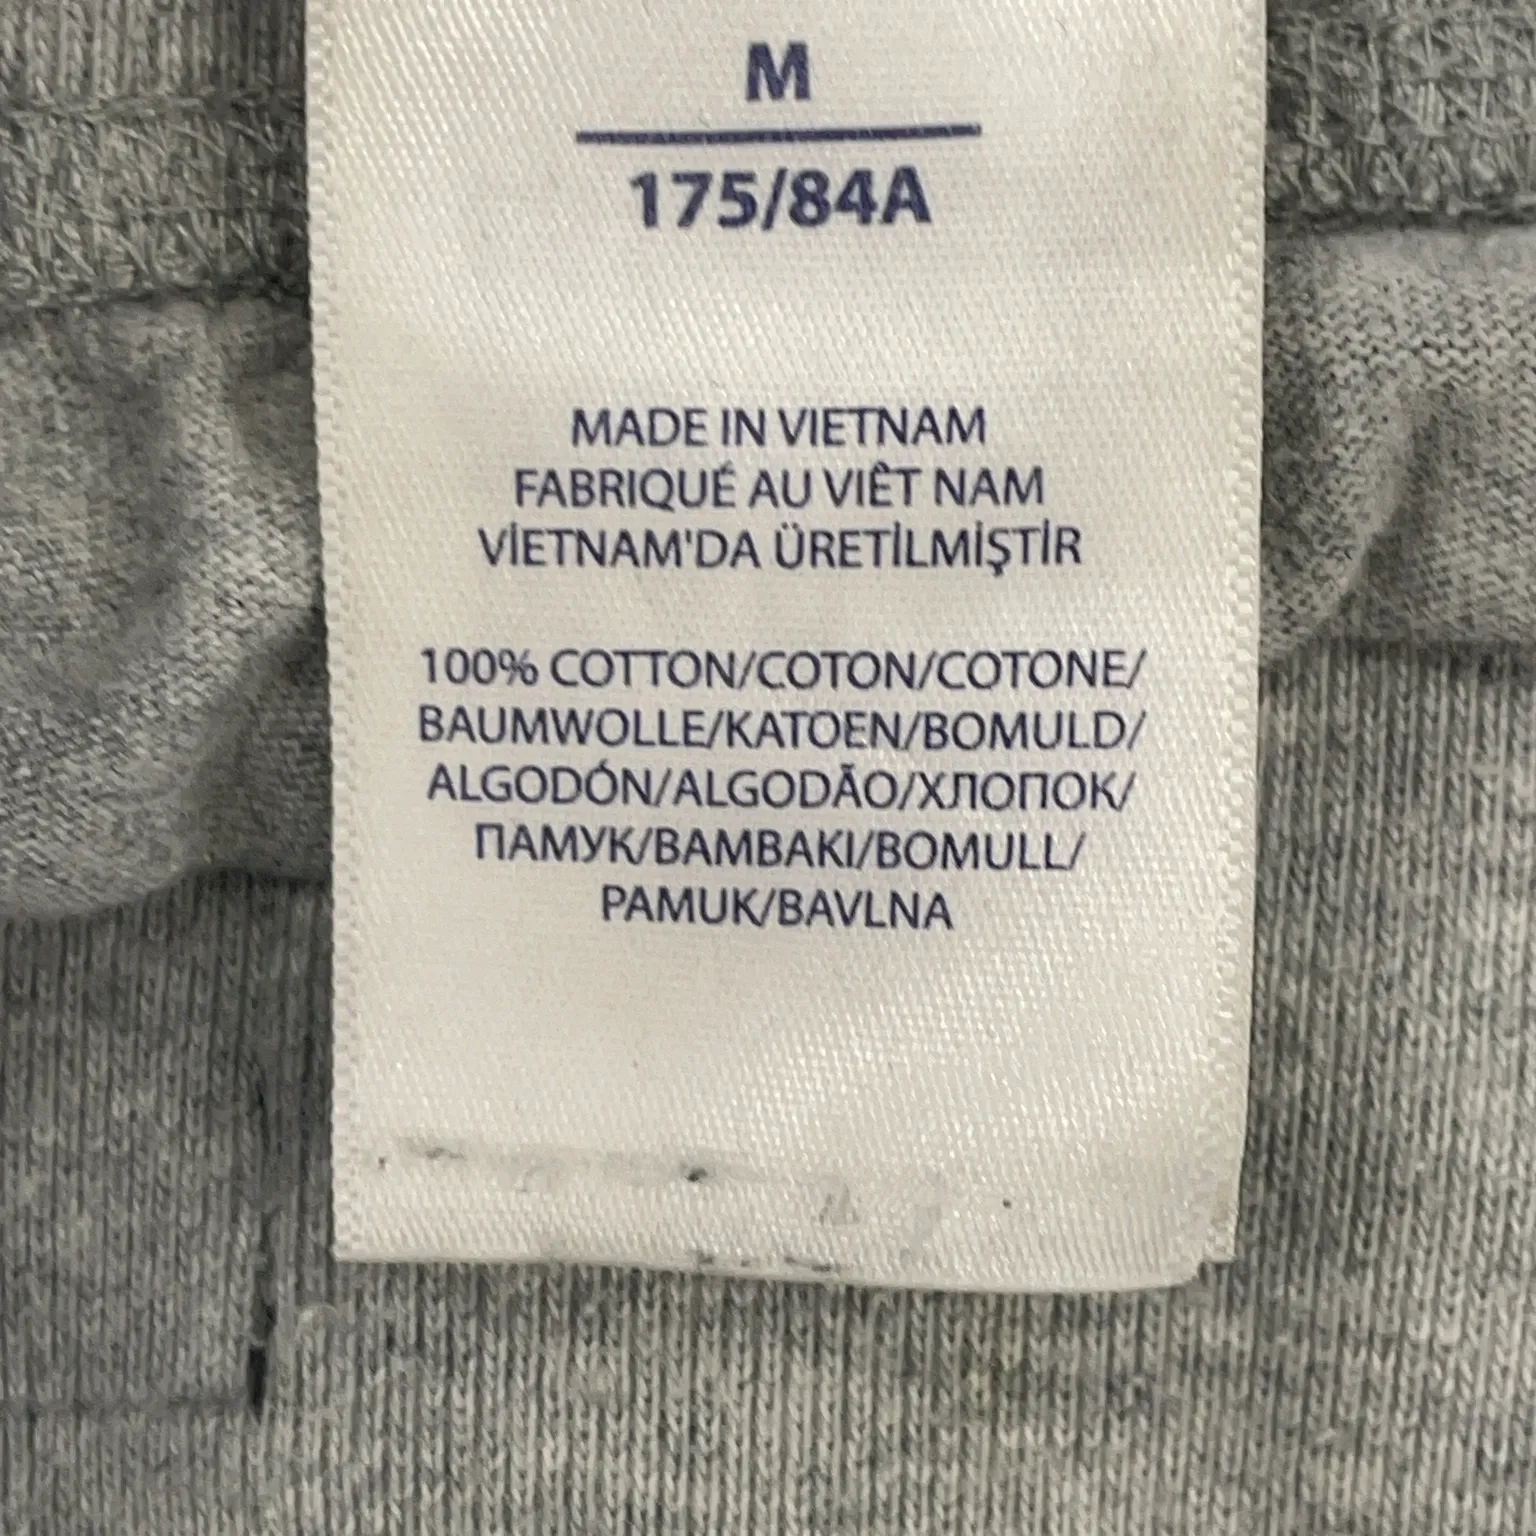 M
175/84A
MADE IN VIETNAM
FABRIQUÉ AU VIÊT NAM
VİETNAM'DA ÜRETİLMİŞTİR
100% COTTON/COTON/COTONE/
BAUMWOLLE/KATOEN/BOMULD/
ALGODÓN/ALGODÃO/ХЛОПОК/
ПАМУК/BAMBAKI/BOMULL/
PAMUK/BAVLNA